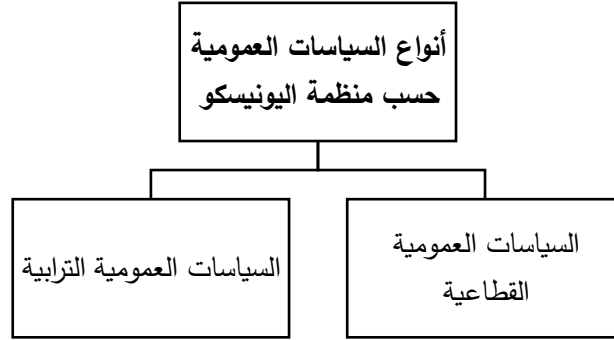 أنواع السياسات العمومية
حسب منظمة اليونيسكو
السياسات العمومية
القطاعية
السياسات العمومية الترابية